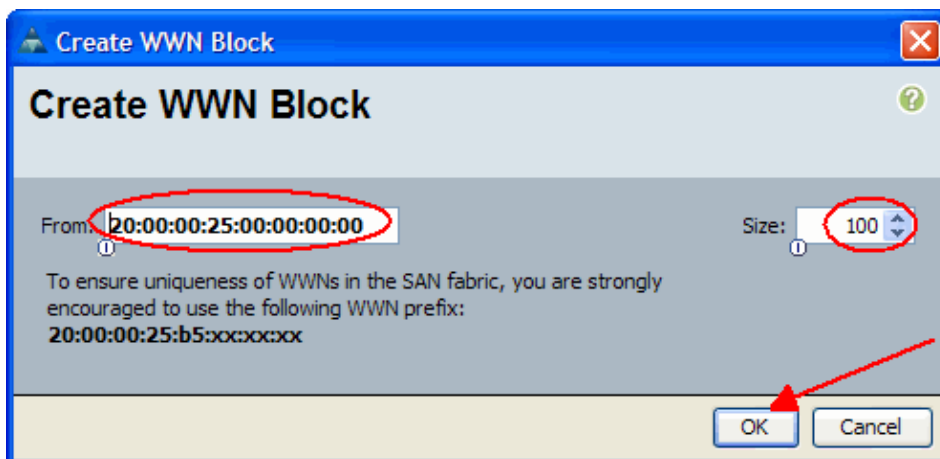 Create WWN Block
Create WWN Block
?
From: 20:00:00:25:00:00:00:00
Size: 100
To ensure uniqueness of WWNs in the SAN fabric, you are strongly
encouraged to use the following WWN prefix:
20:00:00:25:b5:xx:xx:xx
OK Cancel